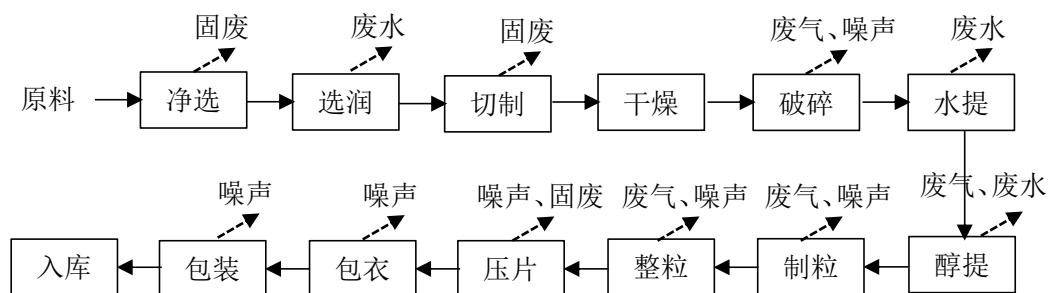 固废
废水
固废
废气、噪声
废水
原料
净选
选润
切制
干燥
破碎
水提
噪声
噪声
噪声、固废
废气、噪声
废气、噪声
废气、废水
入库
包装
包衣
压片
整粒
制粒
醇提